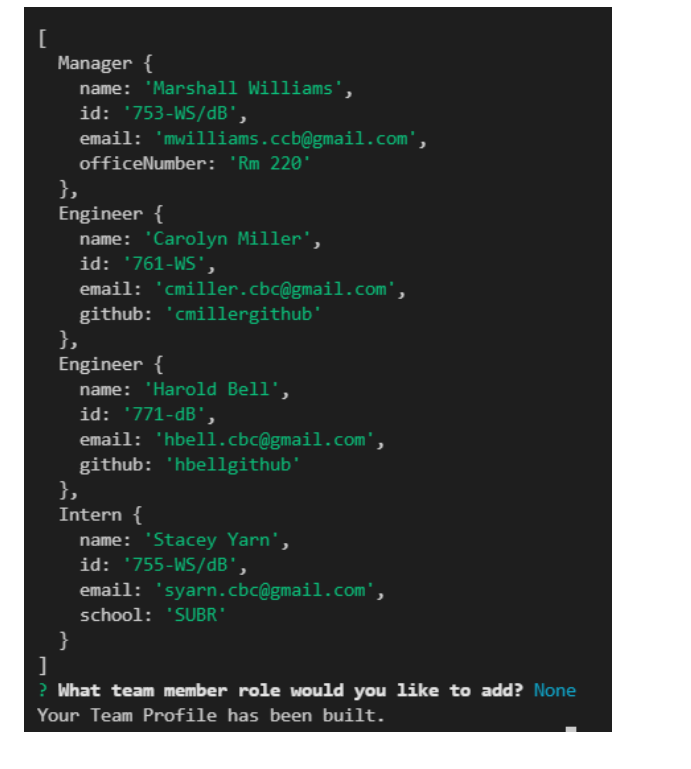 [
  Manager {
    name: 'Marshall Williams',
    id: '753-WS/dB',
    email: 'mwilliams.ccb@gmail.com',
    officeNumber: 'Rm 220'
  },
  Engineer {
    name: 'Carolyn Miller',
    id: '761-WS',
    email: 'cmiller.cbc@gmail.com',
    github: 'cmillergithub'
  },
  Engineer {
    name: 'Harold Bell',
    id: '771-dB',
    email: 'hbell.cbc@gmail.com',
    github: 'hbellgithub'
  },
  Intern {
    name: 'Stacey Yarn',
    id: '755-WS/dB',
    email: 'syarn.cbc@gmail.com',
    school: 'SUBR'
  }
]
? What team member role would you like to add? None
Your Team Profile has been built.